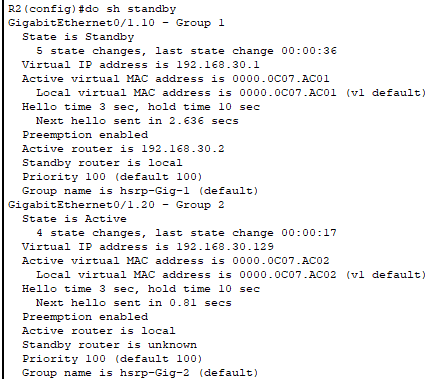 R2(config)#do sh standby
GigabitEthernet0/1.10 - Group 1
State is Standby
5 state changes, last state change 00:00:36
Virtual IP address is 192.168.30.1
Active virtual MAC address is 0000.0C07.AC01
Local virtual MAC address is 0000.0C07.AC01 (v1 default)
Hello time 3 sec, hold time 10 sec
Next hello sent in 2.636 secs
Preemption enabled
Active router is 192.168.30.2
Standby router is local
Priority 100 (default 100)
Group name is hsrp-Gig-1 (default)
GigabitEthernet0/1.20 - Group 2
State is Active
4 state changes, last state change 00:00:17
Virtual IP address is 192.168.30.129
Active virtual MAC address is 0000.0C07.AC02
Local virtual MAC address is 0000.0C07.AC02 (v1 default)
Hello time 3 sec, hold time 10 sec
Next hello sent in 0.81 secs
Preemption enabled
Active router is local
Standby router is unknown
Priority 100 (default 100)
Group name is hsrp-Gig-2 (default)